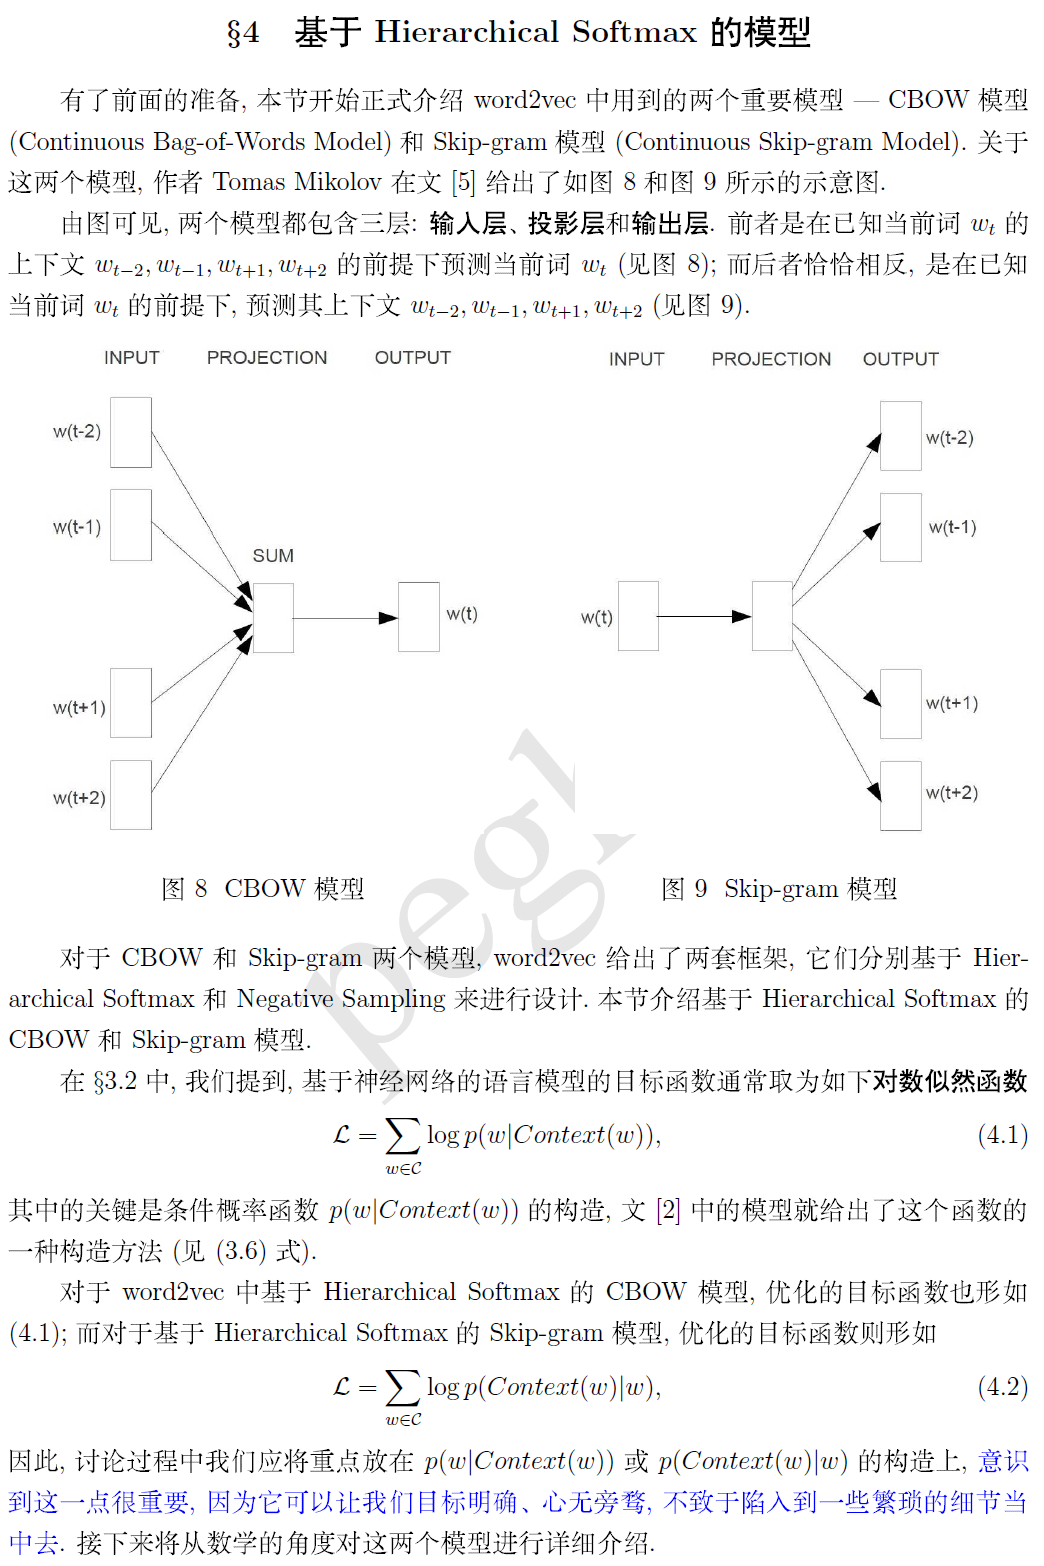 §4 基于 Hierarchical Softmax 的模型
有了前面的准备, 本节开始正式介绍 word2vec 中用到的两个重要模型 — CBOW 模型
(Continuous Bag-of-Words Model) 和 Skip-gram 模型 (Continuous Skip-gram Model). 关于
这两个模型, 作者 Tomas Mikolov 在文 [5] 给出了如图 8 和图 9 所示的示意图.
由图可见, 两个模型都包含三层: 输入层、投影层和输出层. 前者是在已知当前词 w_t 的
上下文 w_{t−2}, w_{t−1}, w_{t+1}, w_{t+2} 的前提下预测当前词 w_t (见图 8); 而后者恰恰相反, 是在已知
当前词 w_t 的前提下, 预测其上下文 w_{t−2}, w_{t−1}, w_{t+1}, w_{t+2} (见图 9).
INPUT PROJECTION OUTPUT
w(t-2)
w(t-1)
SUM
w(t)
w(t+1)
w(t+2)
图 8 CBOW 模型
INPUT PROJECTION OUTPUT
w(t-2)
w(t-1)
w(t)
w(t+1)
w(t+2)
图 9 Skip-gram 模型
对于 CBOW 和 Skip-gram 两个模型, word2vec 给出了两套框架, 它们分别基于 Hier-
archical Softmax 和 Negative Sampling 来进行设计. 本节介绍基于 Hierarchical Softmax 的
CBOW 和 Skip-gram 模型.
在 §3.2 中, 我们提到, 基于神经网络的语言模型的目标函数通常取为如下对数似然函数
ℒ = ∑_{w∈𝒞} log p(w|Context(w)), (4.1)
其中的关键是条件概率函数 p(w|Context(w)) 的构造, 文 [2] 中的模型就给出了这个函数的
一种构造方法 (见 (3.6) 式).
对于 word2vec 中基于 Hierarchical Softmax 的 CBOW 模型, 优化的目标函数也形如
(4.1); 而对于基于 Hierarchical Softmax 的 Skip-gram 模型, 优化的目标函数则形如
ℒ = ∑_{w∈𝒞} log p(Context(w)|w), (4.2)
因此, 讨论过程中我们应将重点放在 p(w|Context(w)) 或 p(Context(w)|w) 的构造上, 意识
到这一点很重要, 因为它可以让我们目标明确、心无旁骛, 不致于陷入到一些繁琐的细节当
中去. 接下来将从数学的角度对这两个模型进行详细介绍.